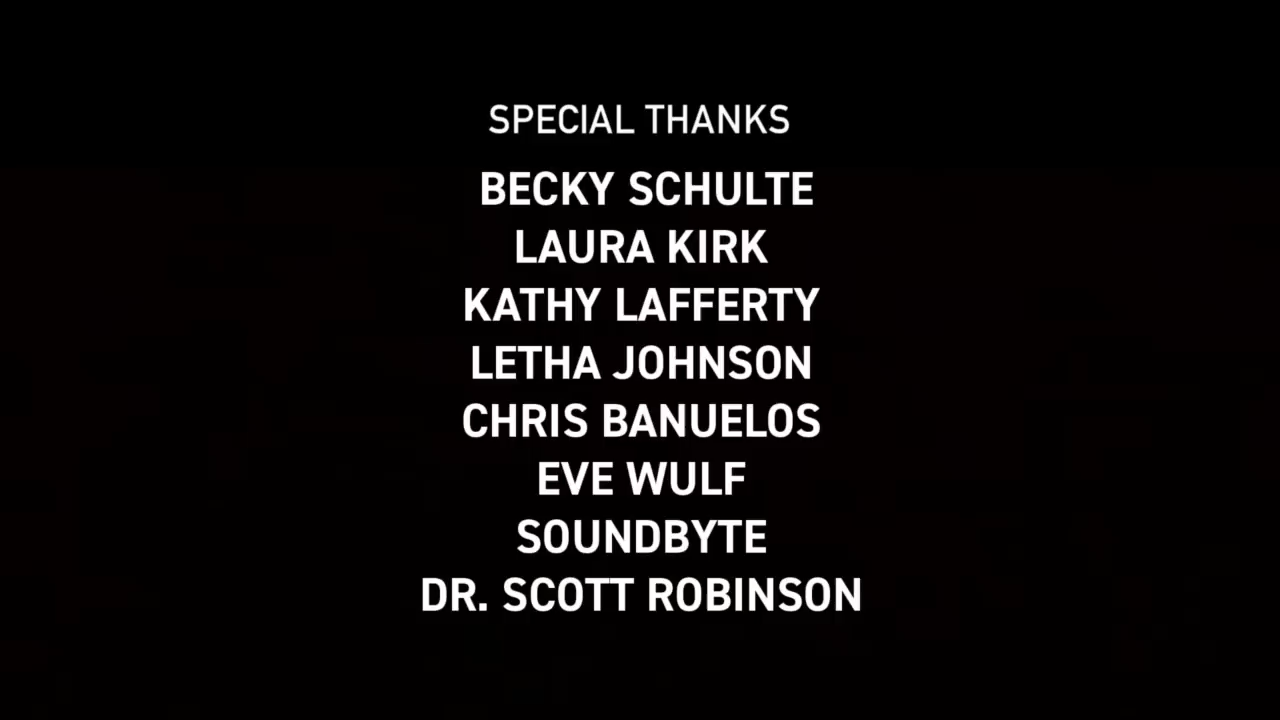 SPECIAL THANKS
BECKY SCHULTE
LAURA KIRK
KATHY LAFFERTY
LETHA JOHNSON
CHRIS BANUELOS
EVE WULF
SOUNDBYTE
DR. SCOTT ROBINSON